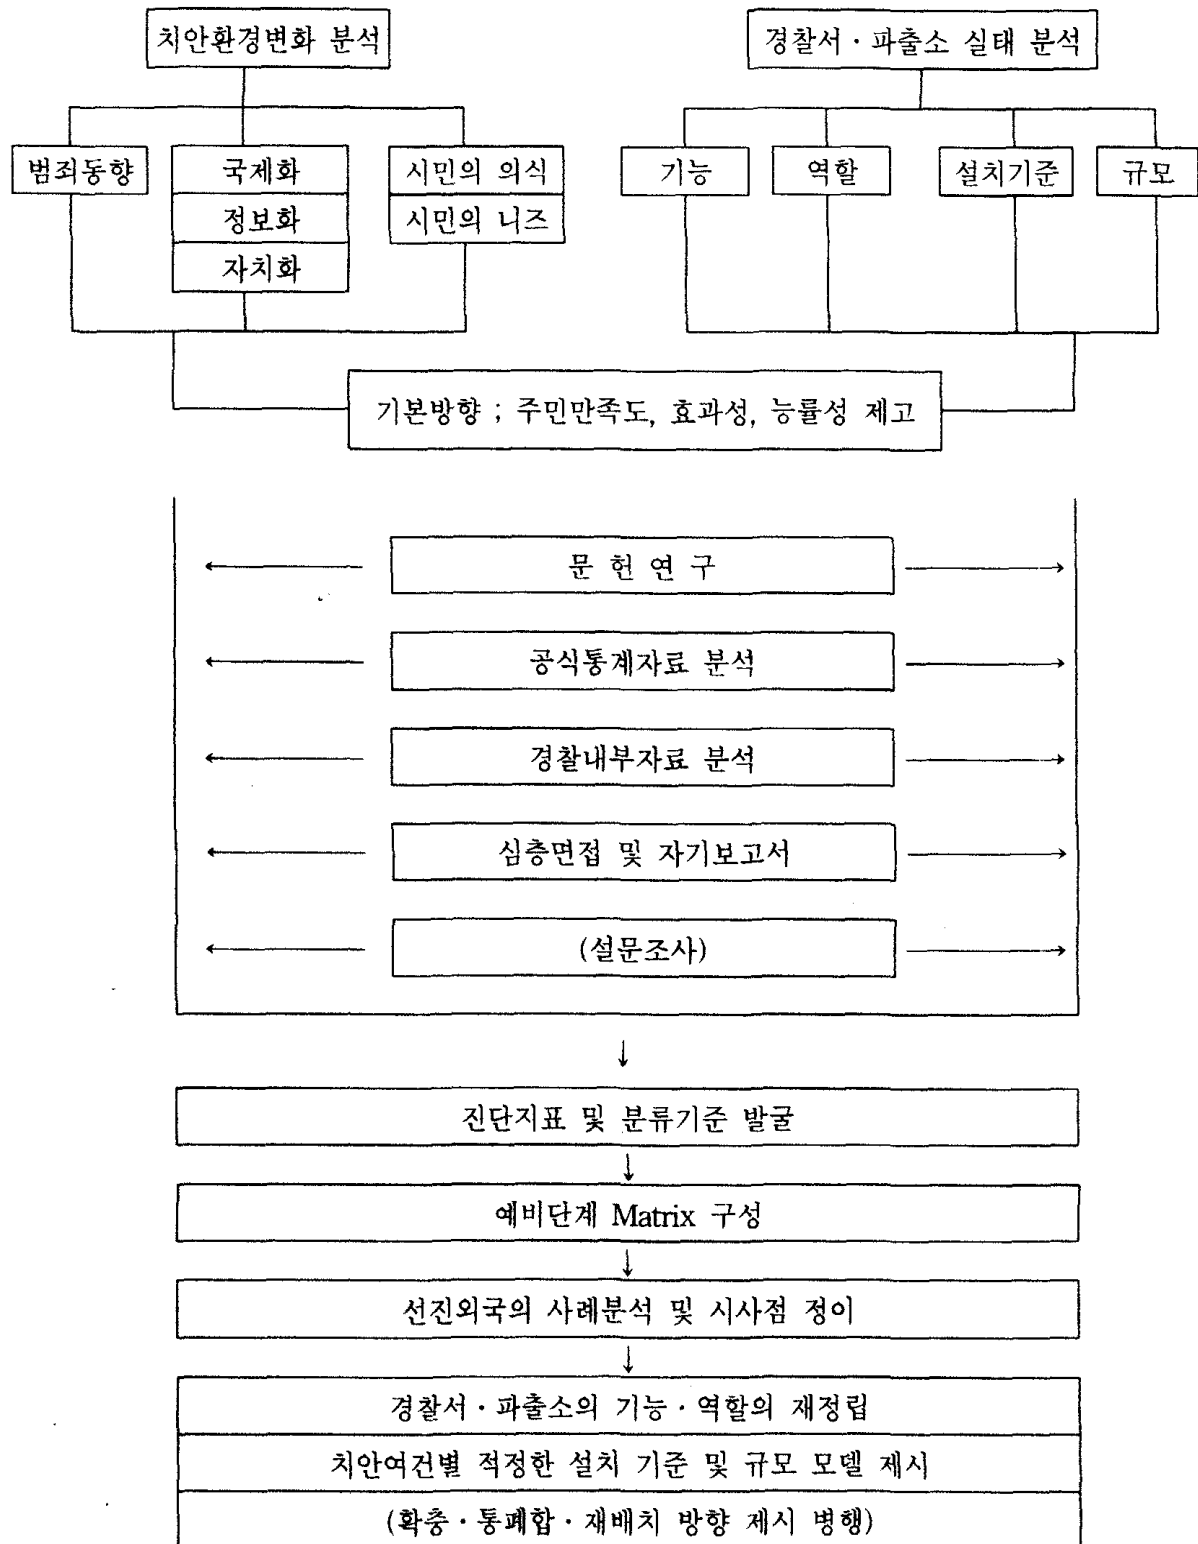 치안환경변화 분석
경찰서 · 파출소 실태 분석
범죄동향
국제화
정보화
자치화
시민의 의식
시민의 니즈
기능
역할
설치기준
규모
기본방향 ; 주민만족도, 효과성, 능률성 제고
문 헌 연 구
공식통계자료 분석
경찰내부자료 분석
심층면접 및 자기보고서
(설문조사)
진단지표 및 분류기준 발굴
예비단계 Matrix 구성
선진외국의 사례분석 및 시사점 정이
경찰서 · 파출소의 기능 · 역할의 재정립
치안여건별 적정한 설치 기준 및 규모 모델 제시
(확충 · 통폐합 · 재배치 방향 제시 병행)